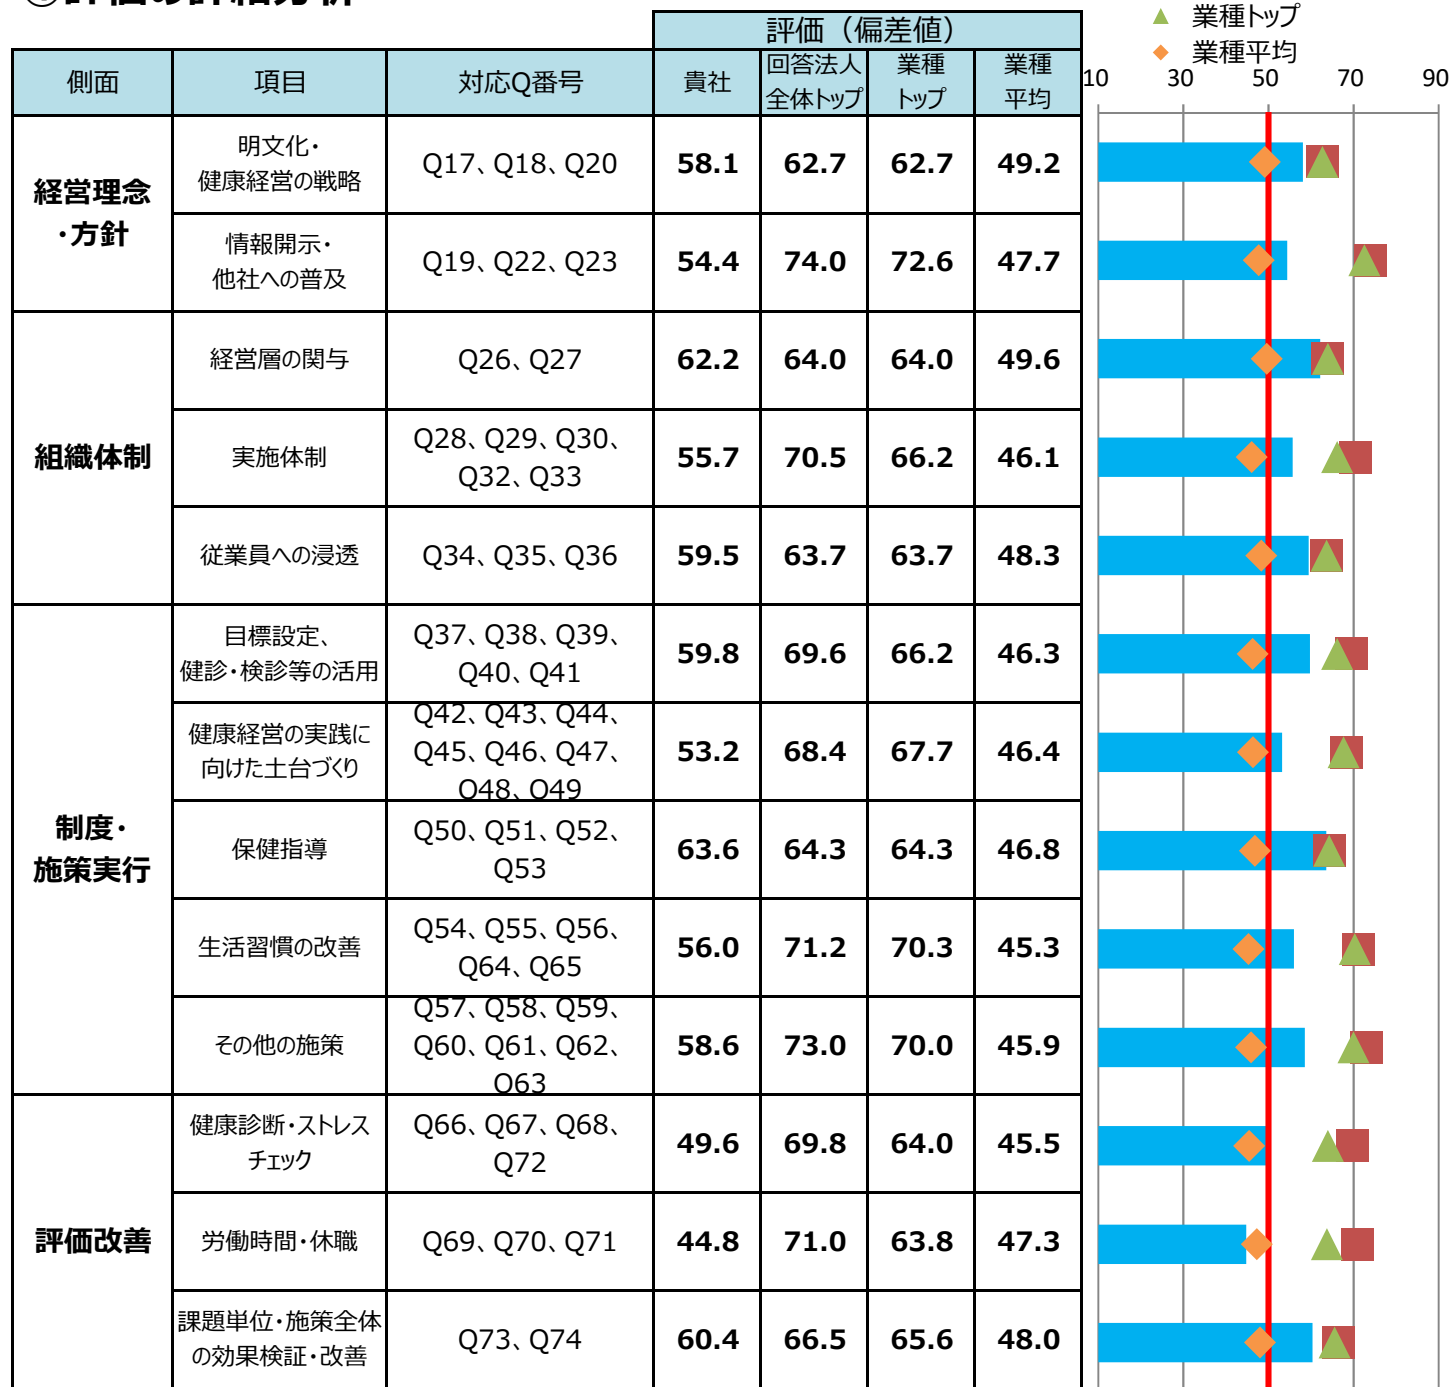 ③評価の詳細分析
▲ 業種トップ
◆ 業種平均
評価（偏差値）
側面 項目 対応Q番号 貴社 回答法人 業種 業種
全体トップ トップ 平均
10 30 50 70 90
経営理念
・方針
明文化・
健康経営の戦略
Q17、Q18、Q20 58.1 62.7 62.7 49.2
情報開示・
他社への普及
Q19、Q22、Q23 54.4 74.0 72.6 47.7
組織体制
経営層の関与 Q26、Q27 62.2 64.0 64.0 49.6
実施体制
Q28、Q29、Q30、
Q32、Q33
55.7 70.5 66.2 46.1
従業員への浸透 Q34、Q35、Q36 59.5 63.7 63.7 48.3
制度・
施策実行
目標設定、
健診・検診等の活用
Q37、Q38、Q39、
Q40、Q41
59.8 69.6 66.2 46.3
健康経営の実践に
向けた土台づくり
Q42、Q43、Q44、
Q45、Q46、Q47、
Q48、Q49
53.2 68.4 67.7 46.4
保健指導
Q50、Q51、Q52、
Q53
63.6 64.3 64.3 46.8
生活習慣の改善
Q54、Q55、Q56、
Q64、Q65
56.0 71.2 70.3 45.3
その他の施策
Q57、Q58、Q59、
Q60、Q61、Q62、
Q63
58.6 73.0 70.0 45.9
評価改善
健康診断・ストレス
チェック
Q66、Q67、Q68、
Q72
49.6 69.8 64.0 45.5
労働時間・休職 Q69、Q70、Q71 44.8 71.0 63.8 47.3
課題単位・施策全体
の効果検証・改善
Q73、Q74 60.4 66.5 65.6 48.0